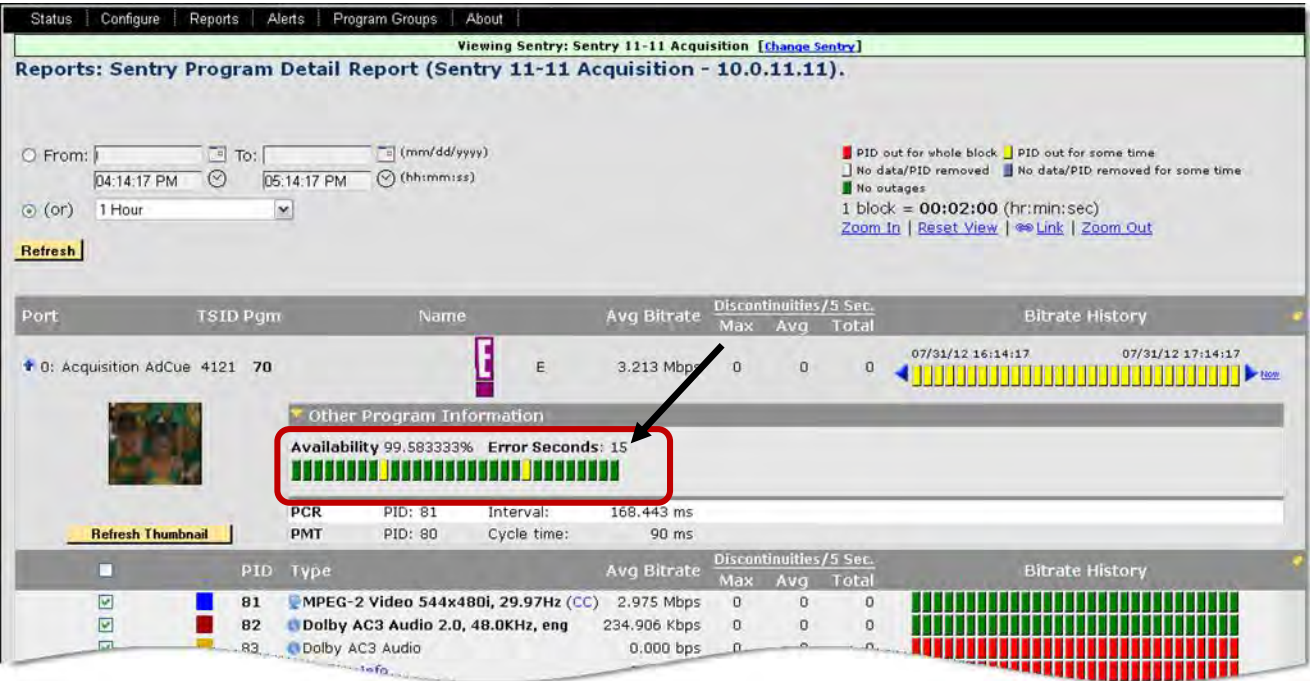 Status Configure Reports Alerts Program Groups About
Viewing Sentry: Sentry 11-11 Acquisition [Change Sentry]
Reports: Sentry Program Detail Report (Sentry 11-11 Acquisition - 10.0.11.11).
From: To: (mm/dd/yyyy)
04:14:17 PM 05:14:17 PM (hh:mm:ss)
(or) 1 Hour
Refresh
PID out for whole block PID out for some time
No data/PID removed No data/PID removed for some time
No outages
1 block = 00:02:00 (hr:min:sec)
Zoom In | Reset View | Link | Zoom Out
Port TSID Pgm Name Avg Bitrate Discontinuities/5 Sec. Bitrate History
Max Avg Total
07/31/12 16:14:17 07/31/12 17:14:17
0: Acquisition AdCue 4121 70 E E 3.213 Mbps 0 0 0 Now
Other Program Information
Availability 99.583333% Error Seconds: 15
PCR PID: 81 Interval: 168.443 ms
Refresh Thumbnail PMT PID: 80 Cycle time: 90 ms
PID Type Avg Bitrate Discontinuities/5 Sec. Bitrate History
Max Avg Total
81 MPEG-2 Video 544x480i, 29.97Hz (CC) 2.975 Mbps 0 0 0
82 Dolby AC3 Audio 2.0, 48.0KHz, eng 234.906 Kbps 0 0 0
83 Dolby AC3 Audio 0.000 bps 0 0 0